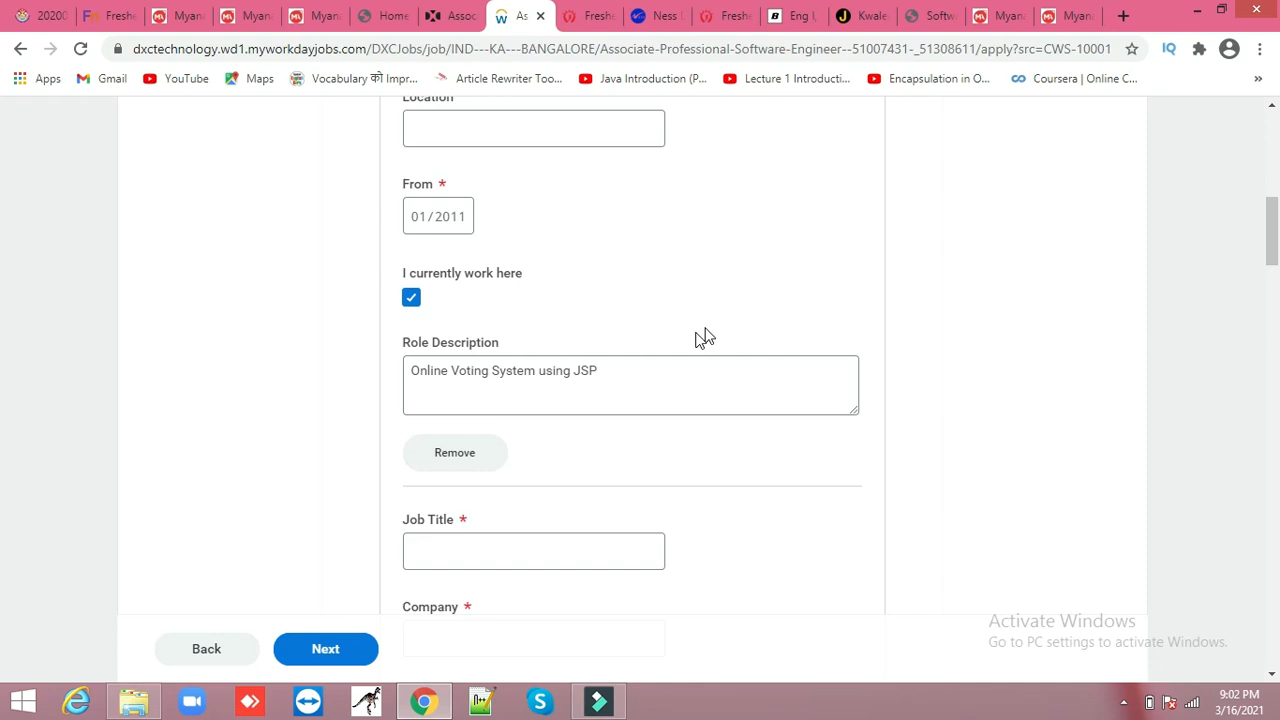 20200
Freshe
Myan
Myan
Myan
Home
Assoc
As
Freshe
Ness
Freshe
Eng
Kwale
Softw
Myan
Myan
dxctechnology.wd1.myworkdayjobs.com/DXCJobs/job/IND---KA---BANGALORE/Associate-Professional-Software-Engineer--51007431-_51308611/apply?src=CWS-10001
Apps Gmail YouTube Maps Vocabulary को Impr... Article Rewriter Too... Java Introduction (P... Lecture 1 Introducti... Encapsulation in O... Coursera | Online C... »
Location
From *
01/2011
I currently work here
Role Description
Online Voting System using JSP
Remove
Job Title *
Company *
Back Next
Activate Windows
Go to PC settings to activate Windows.
9:02 PM
3/16/2021